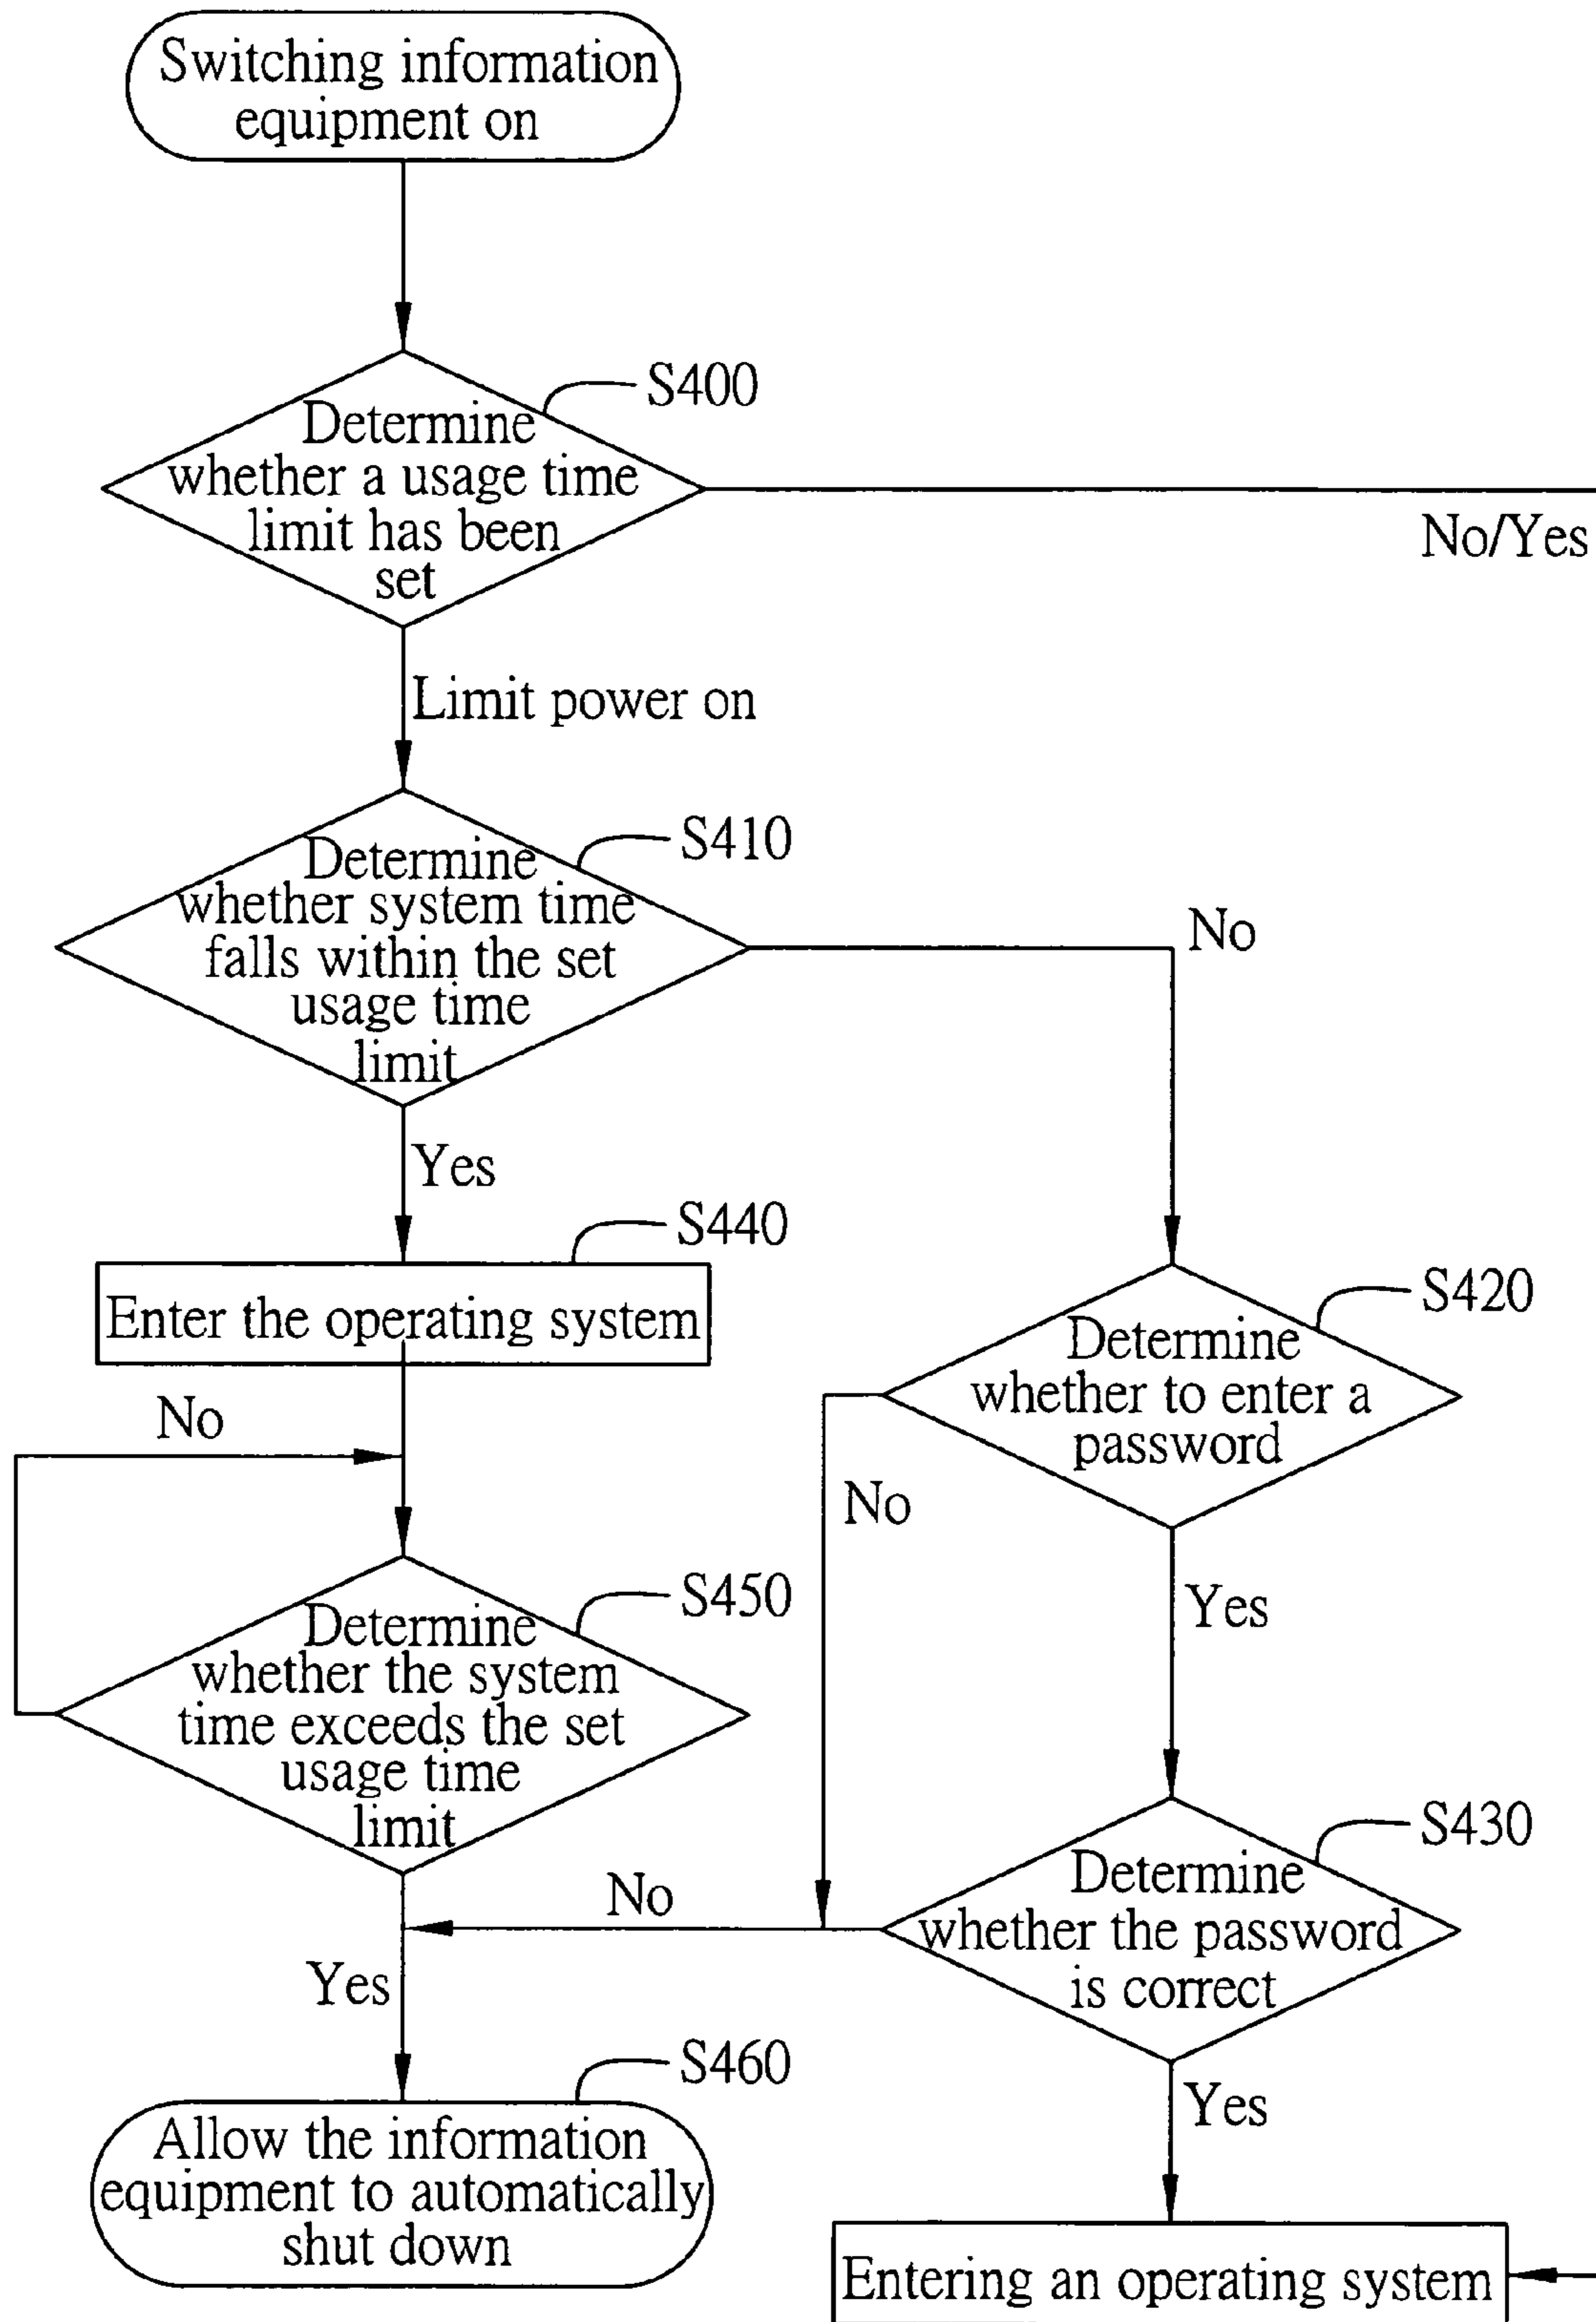 Switching information
equipment on
S400
Determine
whether a usage time
limit has been
set
No/Yes
Limit power on
S410
Determine
whether system time
falls within the set
usage time
limit
No
Yes
S440
Enter the operating system
S420
Determine
whether to enter a
password
No
No
Yes
S450
Determine
whether the system
time exceeds the set
usage time
limit
S430
Determine
whether the password
is correct
No
Yes
S460
Allow the information
equipment to automatically
shut down
Yes
Entering an operating system